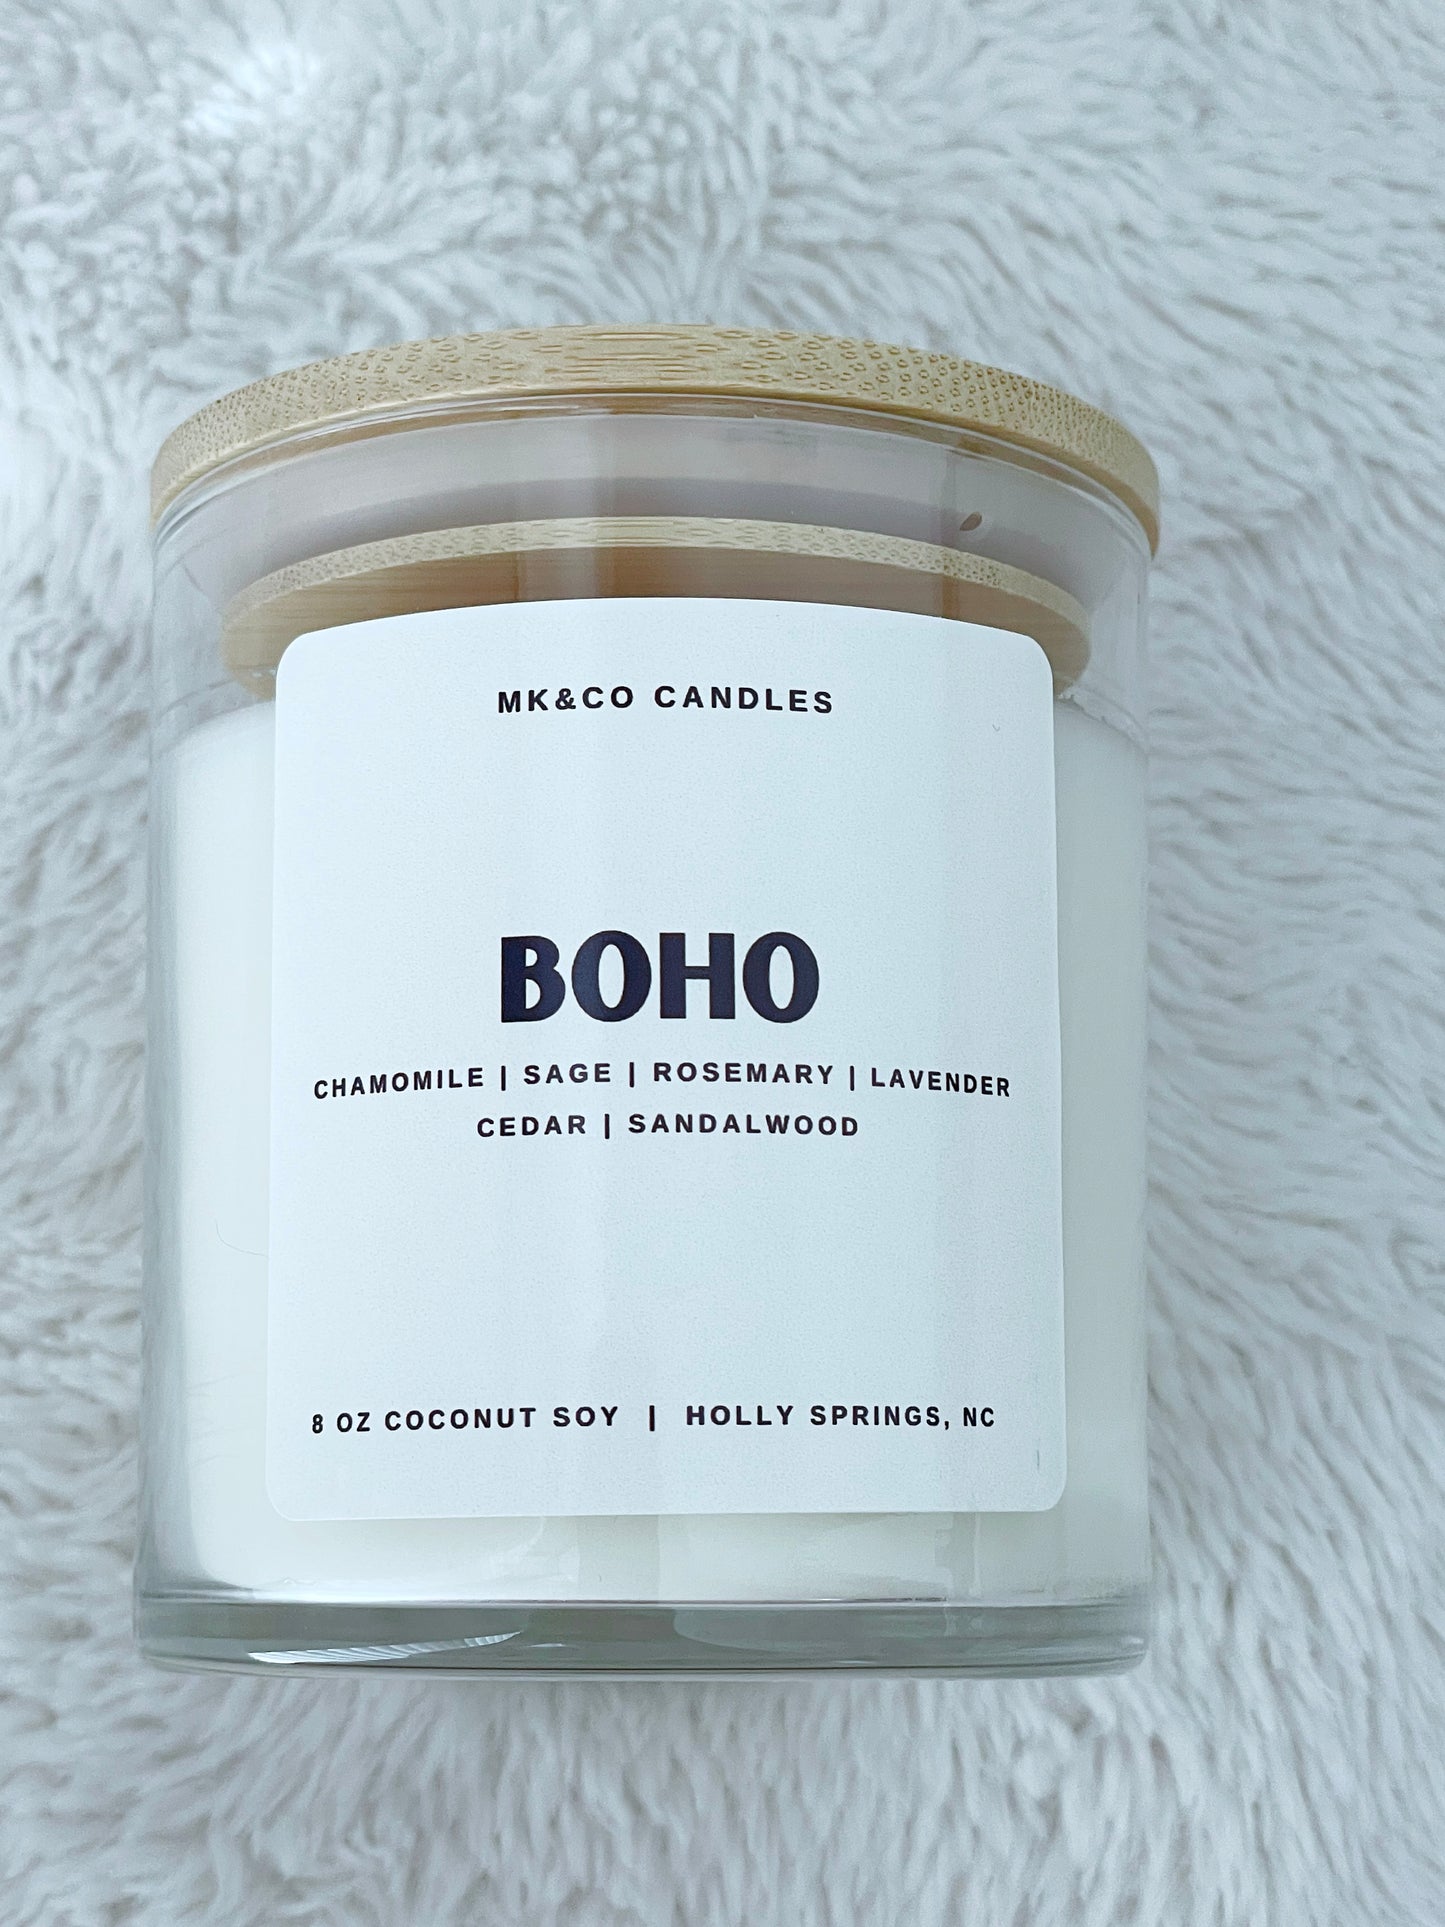 MK&CO CANDLES
BOHO
CHAMOMILE | SAGE | ROSEMARY | LAVENDER
CEDAR | SANDALWOOD
8 OZ COCONUT SOY | HOLLY SPRINGS, NC